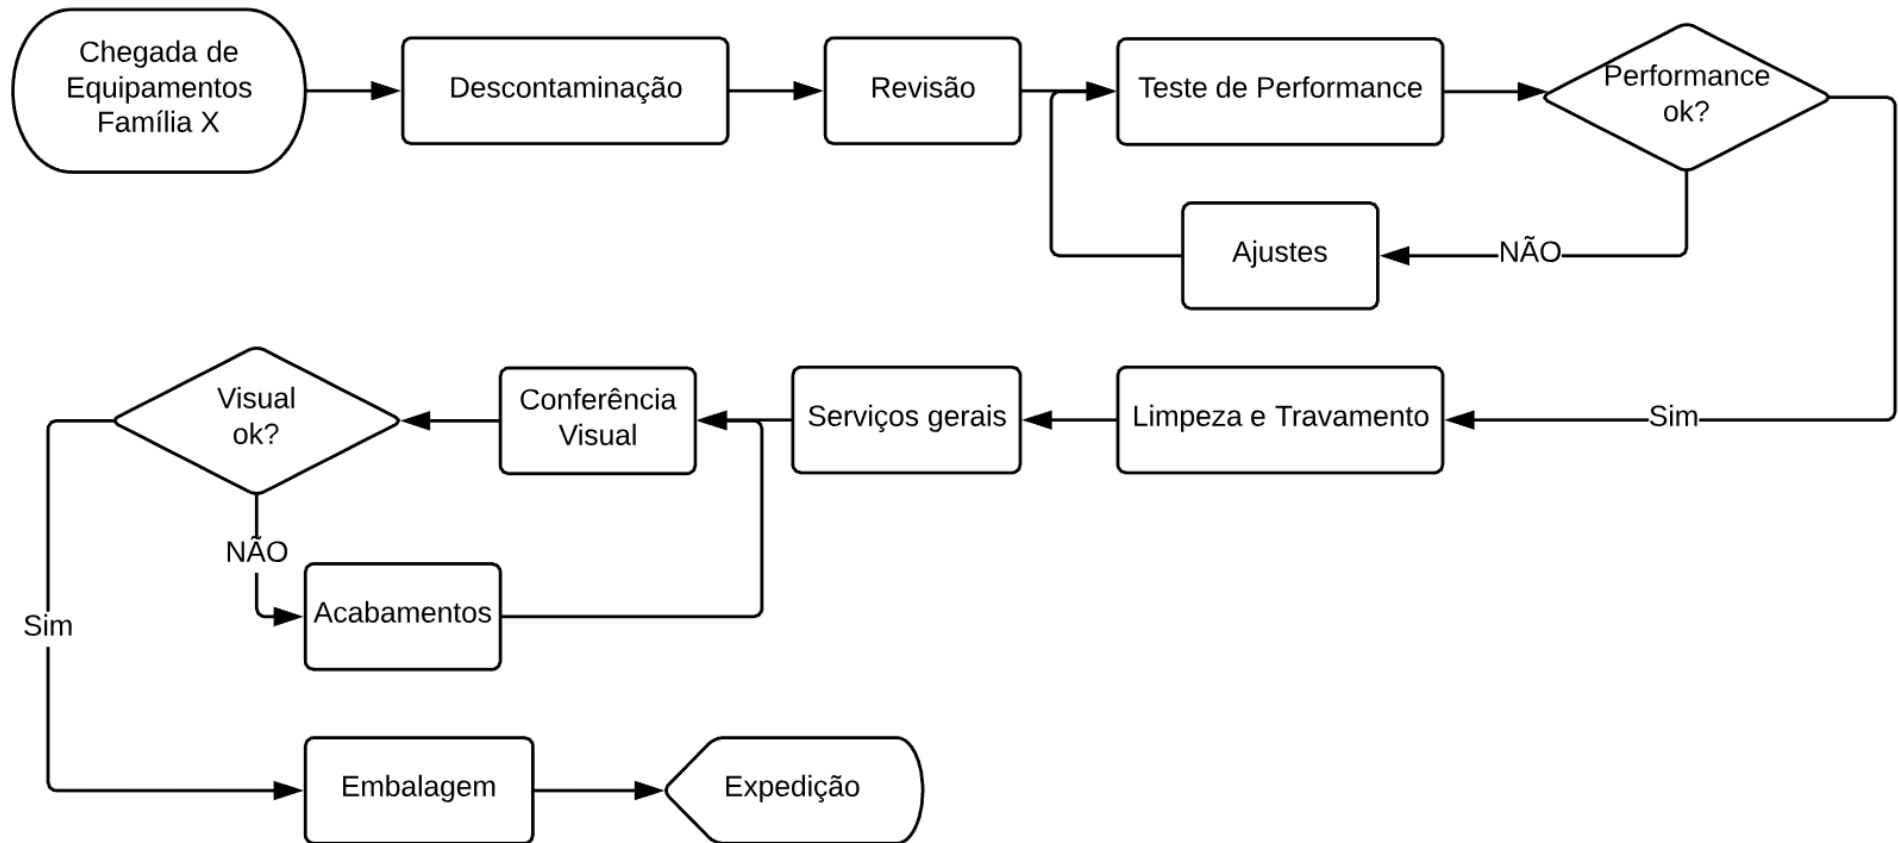 Chegada de
Equipamentos
Família X
Descontaminação
Revisão
Teste de Performance
Performance
ok?
Ajustes
NÃO
Visual
ok?
Conferência
Visual
Serviços gerais
Limpeza e Travamento
Sim
NÃO
Acabamentos
Sim
Embalagem
Expedição